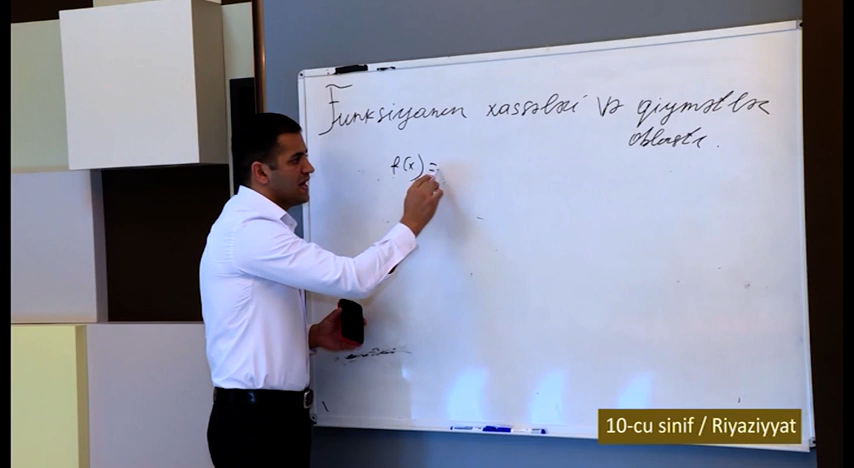 Funksiyanın xassələri və qiymətlər
oblastı.
f(x) =
10-cu sinif / Riyaziyyat